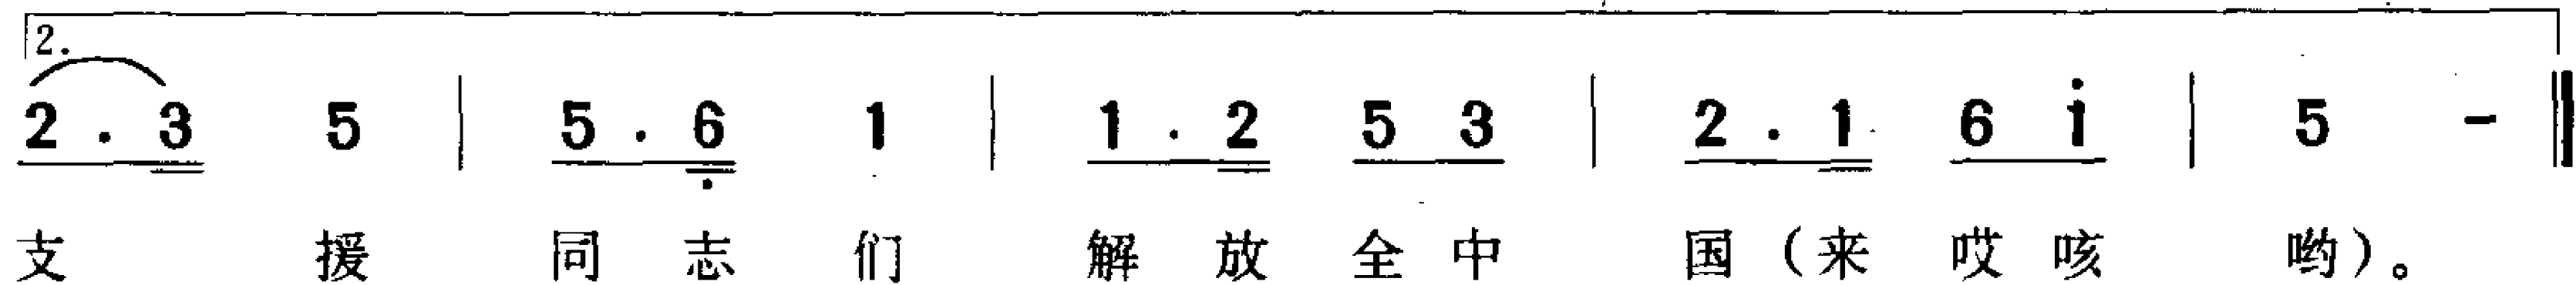 2.
2 . 3 5 | 5 . 6 1 | 1 . 2 5 3 | 2 . 1 6 1̇ | 5 - ‖
支 援 同 志 们 解 放 全 中 国（来 哎 咳 哟）。